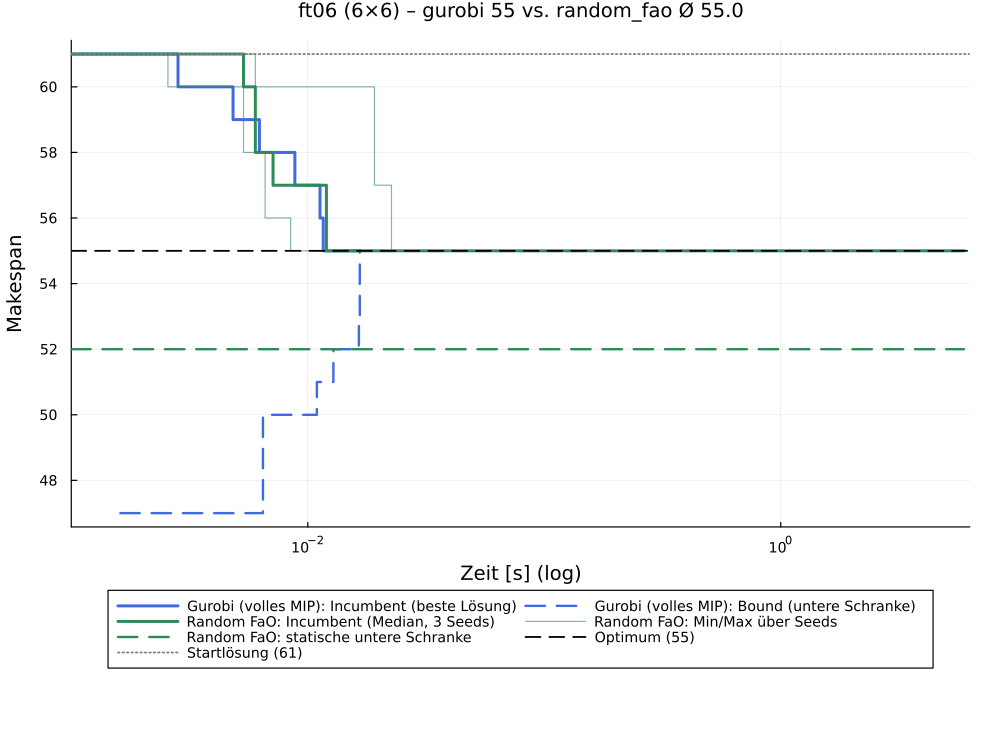 ft06 (6×6) – gurobi 55 vs. random_fao Ø 55.0
Makespan
60
58
56
54
52
50
48
10⁻²
10⁰
Zeit [s] (log)
Gurobi (volles MIP): Incumbent (beste Lösung)
Gurobi (volles MIP): Bound (untere Schranke)
Random FaO: Incumbent (Median, 3 Seeds)
Random FaO: Min/Max über Seeds
Random FaO: statische untere Schranke
Optimum (55)
Startlösung (61)